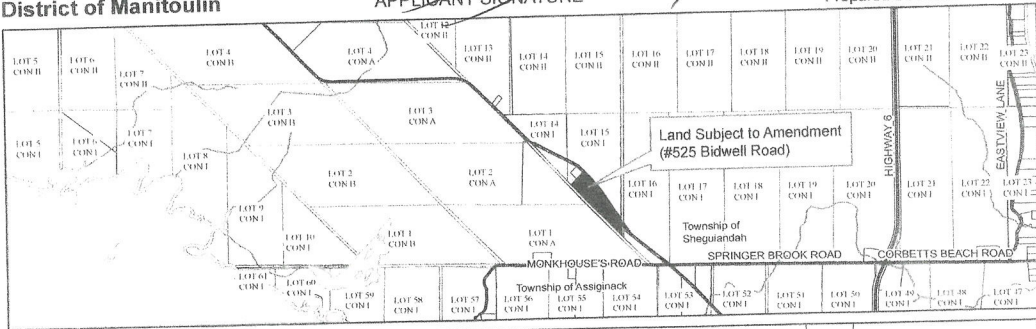 District of Manitoulin
APPLICANT SIGNATURE
LOT 5
CON II
LOT 6
CON II
LOT 7
CON II
LOT 4
CON B
LOT 4
CON A
LOT 12
CON II
LOT 13
CON II
LOT 14
CON II
LOT 15
CON II
LOT 16
CON II
LOT 17
CON II
LOT 18
CON II
LOT 19
CON II
LOT 20
CON II
LOT 21
CON II
LOT 22
CON II
LOT 23
CON II
LOT 5
CON I
LOT 6
CON I
LOT 7
CON I
LOT 8
CON I
LOT 3
CON B
LOT 3
CON A
LOT 14
CON I
LOT 15
CON I
Land Subject to Amendment
(#525 Bidwell Road)
HIGHWAY 6
EASTVIEW LANE
LOT 9
CON I
LOT 2
CON B
LOT 2
CON A
LOT 16
CON I
LOT 17
CON I
LOT 18
CON I
LOT 19
CON I
LOT 20
CON I
LOT 21
CON I
LOT 22
CON I
LOT 23
CON I
LOT 10
CON I
LOT 1
CON B
LOT 1
CON A
Township of
Sheguiandah
MONKHOUSE'S ROAD
SPRINGER BROOK ROAD
CORBETTS BEACH ROAD
Township of Assiginack
LOT 61
CON I
LOT 60
CON I
LOT 59
CON I
LOT 58
CON I
LOT 57
CON I
LOT 56
CON I
LOT 55
CON I
LOT 54
CON I
LOT 53
CON I
LOT 52
CON I
LOT 51
CON I
LOT 50
CON I
LOT 49
CON I
LOT 48
CON I
LOT 47
CON I